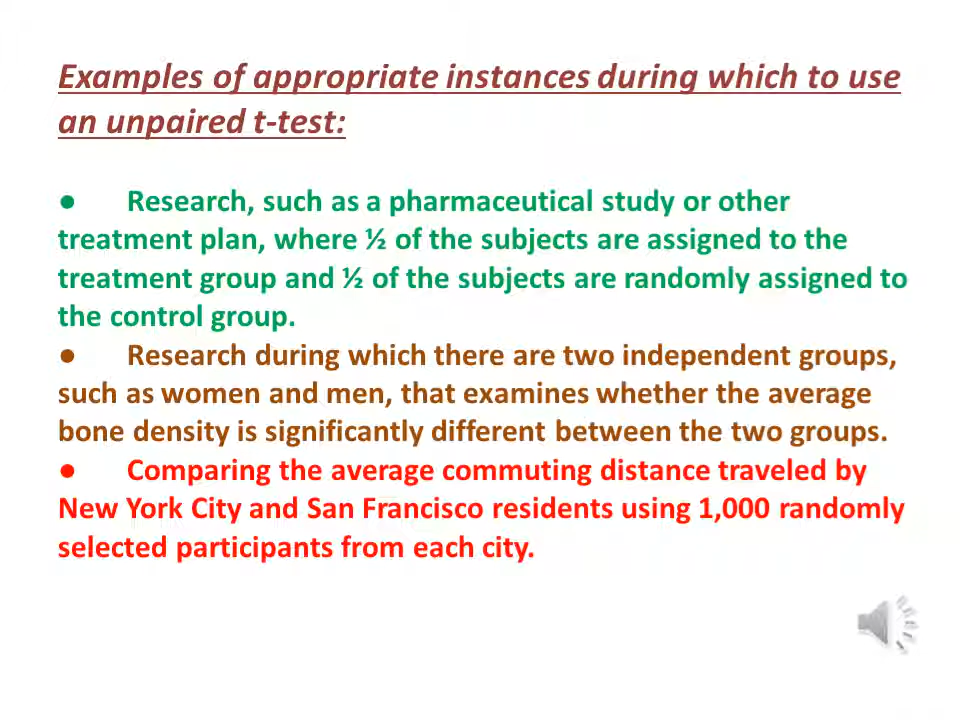 Examples of appropriate instances during which to use
an unpaired t-test:
● Research, such as a pharmaceutical study or other
treatment plan, where ½ of the subjects are assigned to the
treatment group and ½ of the subjects are randomly assigned to
the control group.
● Research during which there are two independent groups,
such as women and men, that examines whether the average
bone density is significantly different between the two groups.
● Comparing the average commuting distance traveled by
New York City and San Francisco residents using 1,000 randomly
selected participants from each city.